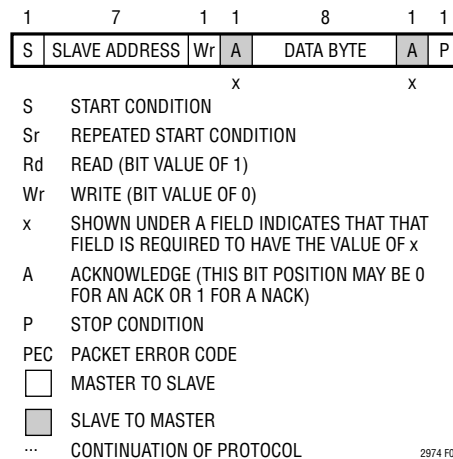 1 7 1 1 8 1 1
S SLAVE ADDRESS Wr A DATA BYTE A P
x x
S START CONDITION
Sr REPEATED START CONDITION
Rd READ (BIT VALUE OF 1)
Wr WRITE (BIT VALUE OF 0)
x SHOWN UNDER A FIELD INDICATES THAT THAT
FIELD IS REQUIRED TO HAVE THE VALUE OF x
A ACKNOWLEDGE (THIS BIT POSITION MAY BE 0
FOR AN ACK OR 1 FOR A NACK)
P STOP CONDITION
PEC PACKET ERROR CODE
MASTER TO SLAVE
SLAVE TO MASTER
... CONTINUATION OF PROTOCOL
2974 F0